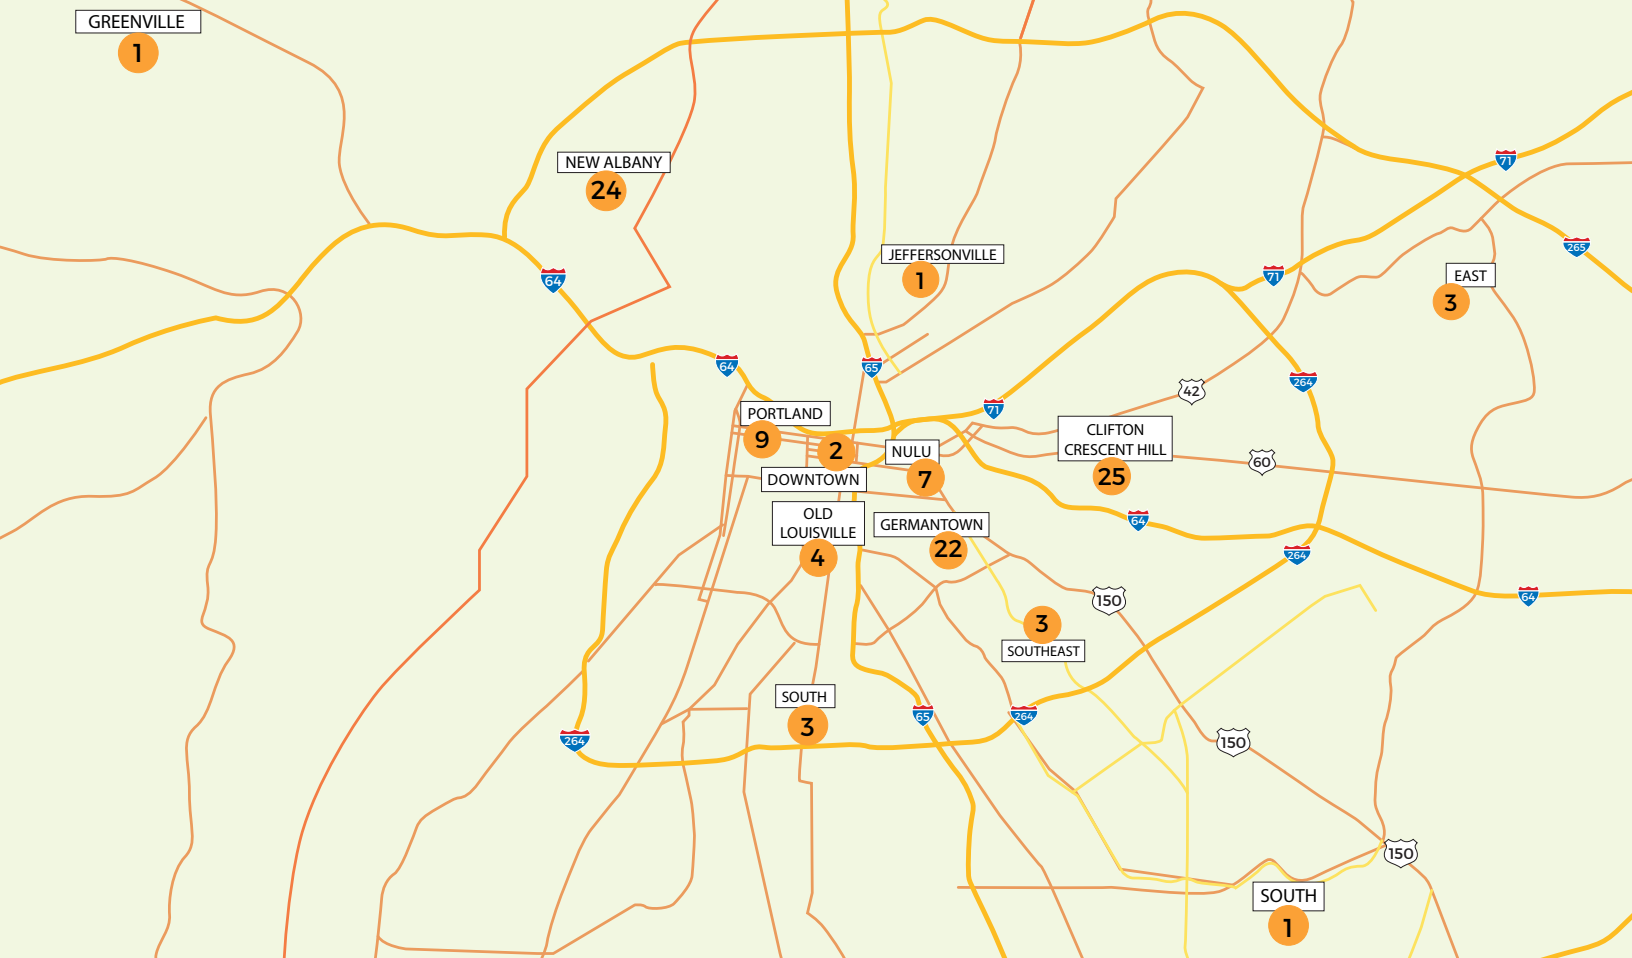 GREENVILLE
1
NEW ALBANY
24
71
265
JEFFERSONVILLE
1
64
71
EAST
3
64
65
264
42
71
PORTLAND
9
2
DOWNTOWN
NULU
7
CLIFTON
CRESCENT HILL
25
60
OLD
LOUISVILLE
4
GERMANTOWN
22
64
264
150
64
3
SOUTHEAST
SOUTH
3
65
264
264
150
150
SOUTH
1